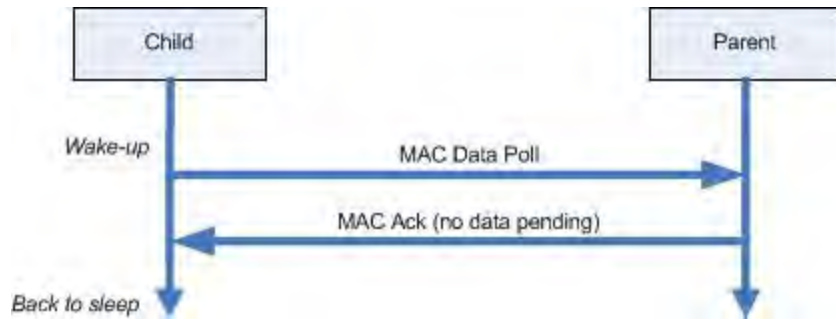 Child
Parent
Wake-up
MAC Data Poll
MAC Ack (no data pending)
Back to sleep